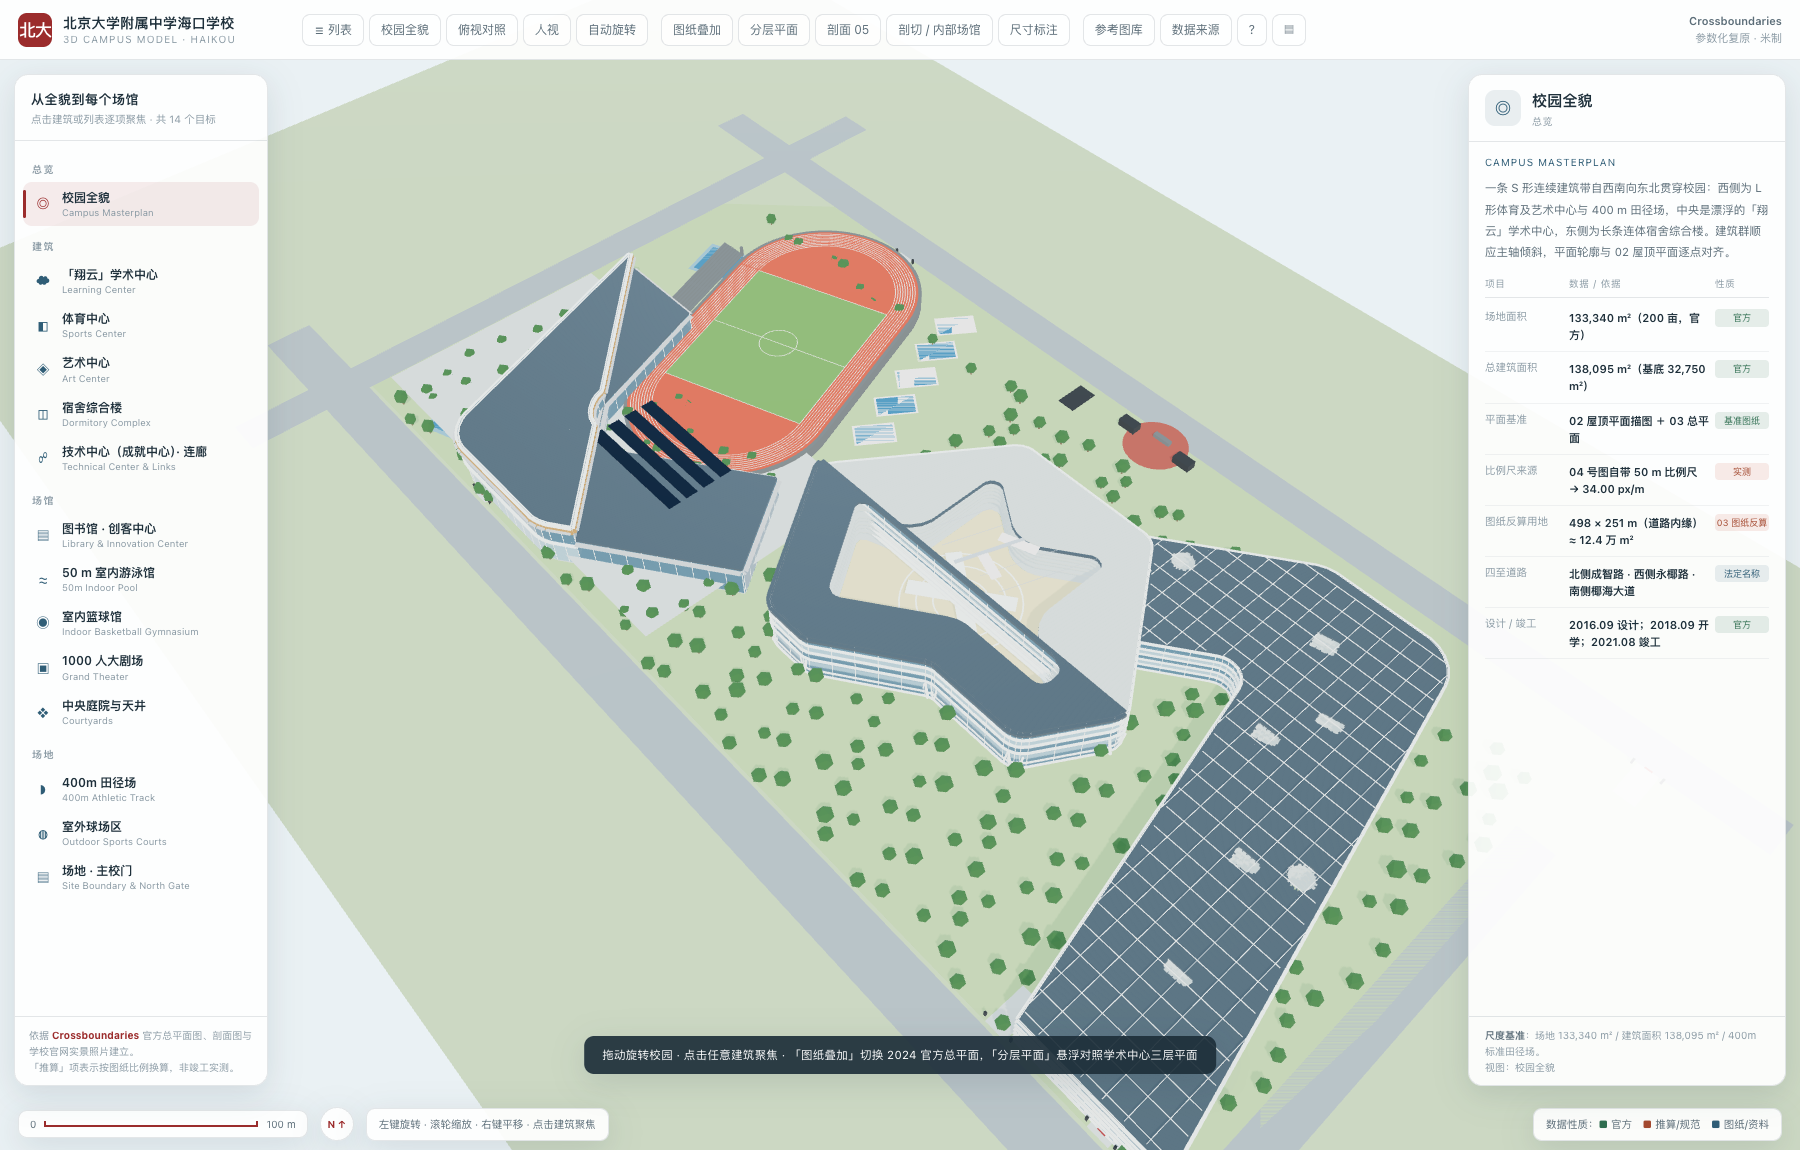 北大
北京大学附属中学海口学校
3D CAMPUS MODEL · HAIKOU
≡ 列表
校园全貌
俯视对照
人视
自动旋转
图纸叠加
分层平面
剖面 05
剖切 / 内部场馆
尺寸标注
参考图库
数据来源
?
▤
Crossboundaries
参数化复原 · 米制
从全貌到每个场馆
点击建筑或列表逐项聚焦 · 共 14 个目标
总览
校园全貌
Campus Masterplan
建筑
「翔云」学术中心
Learning Center
体育中心
Sports Center
艺术中心
Art Center
宿舍综合楼
Dormitory Complex
技术中心（成就中心）· 连廊
Technical Center & Links
场馆
图书馆 · 创客中心
Library & Innovation Center
50 m 室内游泳馆
50m Indoor Pool
室内篮球馆
Indoor Basketball Gymnasium
1000 人大剧场
Grand Theater
中央庭院与天井
Courtyards
场地
400m 田径场
400m Athletic Track
室外球场区
Outdoor Sports Courts
场地 · 主校门
Site Boundary & North Gate
依据 Crossboundaries 官方总平面图、剖面图与
学校官网实景照片建立。
「推算」项表示按图纸比例换算，非竣工实测。
校园全貌
总览
CAMPUS MASTERPLAN
一条 S 形连续建筑带自西南向东北贯穿校园：西侧为 L
形体育及艺术中心与 400 m 田径场，中央是漂浮的「翔
云」学术中心，东侧为长条连体宿舍综合楼。建筑群顺
应主轴倾斜，平面轮廓与 02 屋顶平面逐点对齐。
项目 数据 / 依据 性质
场地面积 133,340 m²（200 亩，官方） 官方
总建筑面积 138,095 m²（基底 32,750 m²） 官方
平面基准 02 屋顶平面描图 + 03 总平面 基准图纸
比例尺来源 04 号图自带 50 m 比例尺 → 34.00 px/m 实测
图纸反算用地 498 × 251 m（道路内缘）≈ 12.4 万 m² 03 图纸反算
四至道路 北侧成智路 · 西侧永椰路 · 南侧椰海大道 法定名称
设计 / 竣工 2016.09 设计；2018.09 开学；2021.08 竣工 官方
尺度基准：场地 133,340 m² / 建筑面积 138,095 m² / 400m
标准田径场。
视图：校园全貌
拖动旋转校园 · 点击任意建筑聚焦 · 「图纸叠加」切换 2024 官方总平面，「分层平面」悬浮对照学术中心三层平面
0 100 m
N ↑
左键旋转 · 滚轮缩放 · 右键平移 · 点击建筑聚焦
数据性质： 官方 推算/规范 图纸/资料